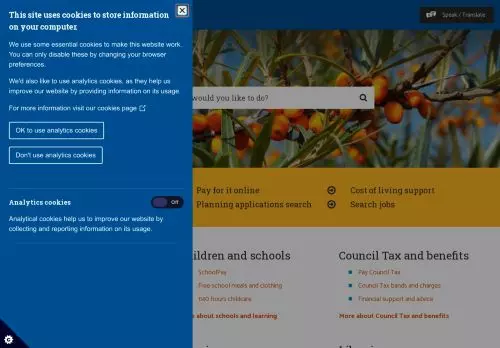 This site uses cookies to store information
on your computer
We use some essential cookies to make this website work.
You can only disable these by changing your browser
preferences.
We'd also like to use analytics cookies, as they help us
improve our website by providing information on its usage
For more information visit our cookies page
OK to use analytics cookies
Don't use analytics cookies
Analytics cookies
Off
Analytical cookies help us to improve our website by
collecting and reporting information on its usage.
Speak / Translate
would you like to do?
Pay for it online
Cost of living support
Planning applications search
Search jobs
ildren and schools
Council Tax and benefits
SchoolPay
Pay Council Tax
Free school meals and clothing
Council Tax bands and charges
1140 hours childcare
Financial support and advice
e about schools and learning
More about Council Tax and benefits